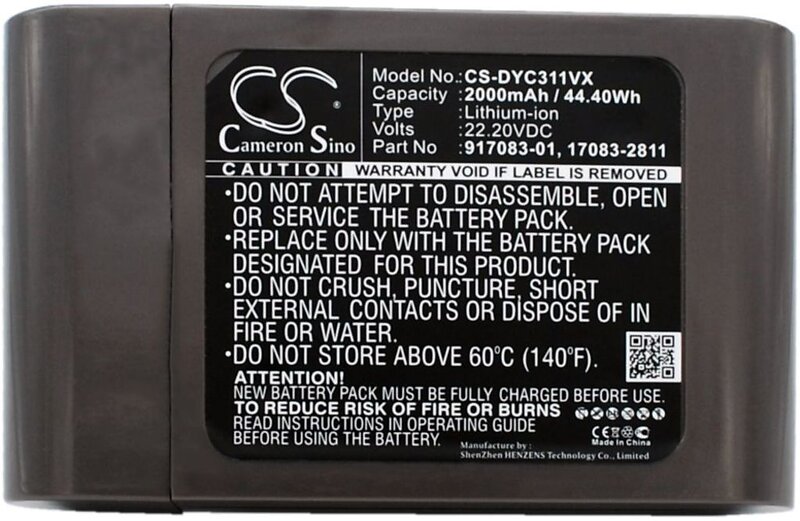 CS
Cameron Sino
Model No.: CS-DYC311VX
Capacity : 2000mAh / 44.40Wh
Type : Lithium-ion
Volts : 22.20VDC
Part No : 917083-01, 17083-2811
CAUTION WARRANTY VOID IF LABEL IS REMOVED
•DO NOT ATTEMPT TO DISASSEMBLE, OPEN
OR SERVICE THE BATTERY PACK.
•REPLACE ONLY WITH THE BATTERY PACK
DESIGNATED FOR THIS PRODUCT.
•DO NOT CRUSH, PUNCTURE, SHORT
EXTERNAL CONTACTS OR DISPOSE OF IN
FIRE OR WATER.
•DO NOT STORE ABOVE 60°C (140°F).
ATTENTION!
NEW BATTERY PACK MUST BE FULLY CHARGED BEFORE USE
TO REDUCE RISK OF FIRE OR BURNS
READ INSTRUCTIONS IN OPERATING GUIDE
BEFORE USING THE BATTERY.
CE
Made In China
Manufacture by :
ShenZhen HENZENS Technology Co., Limited